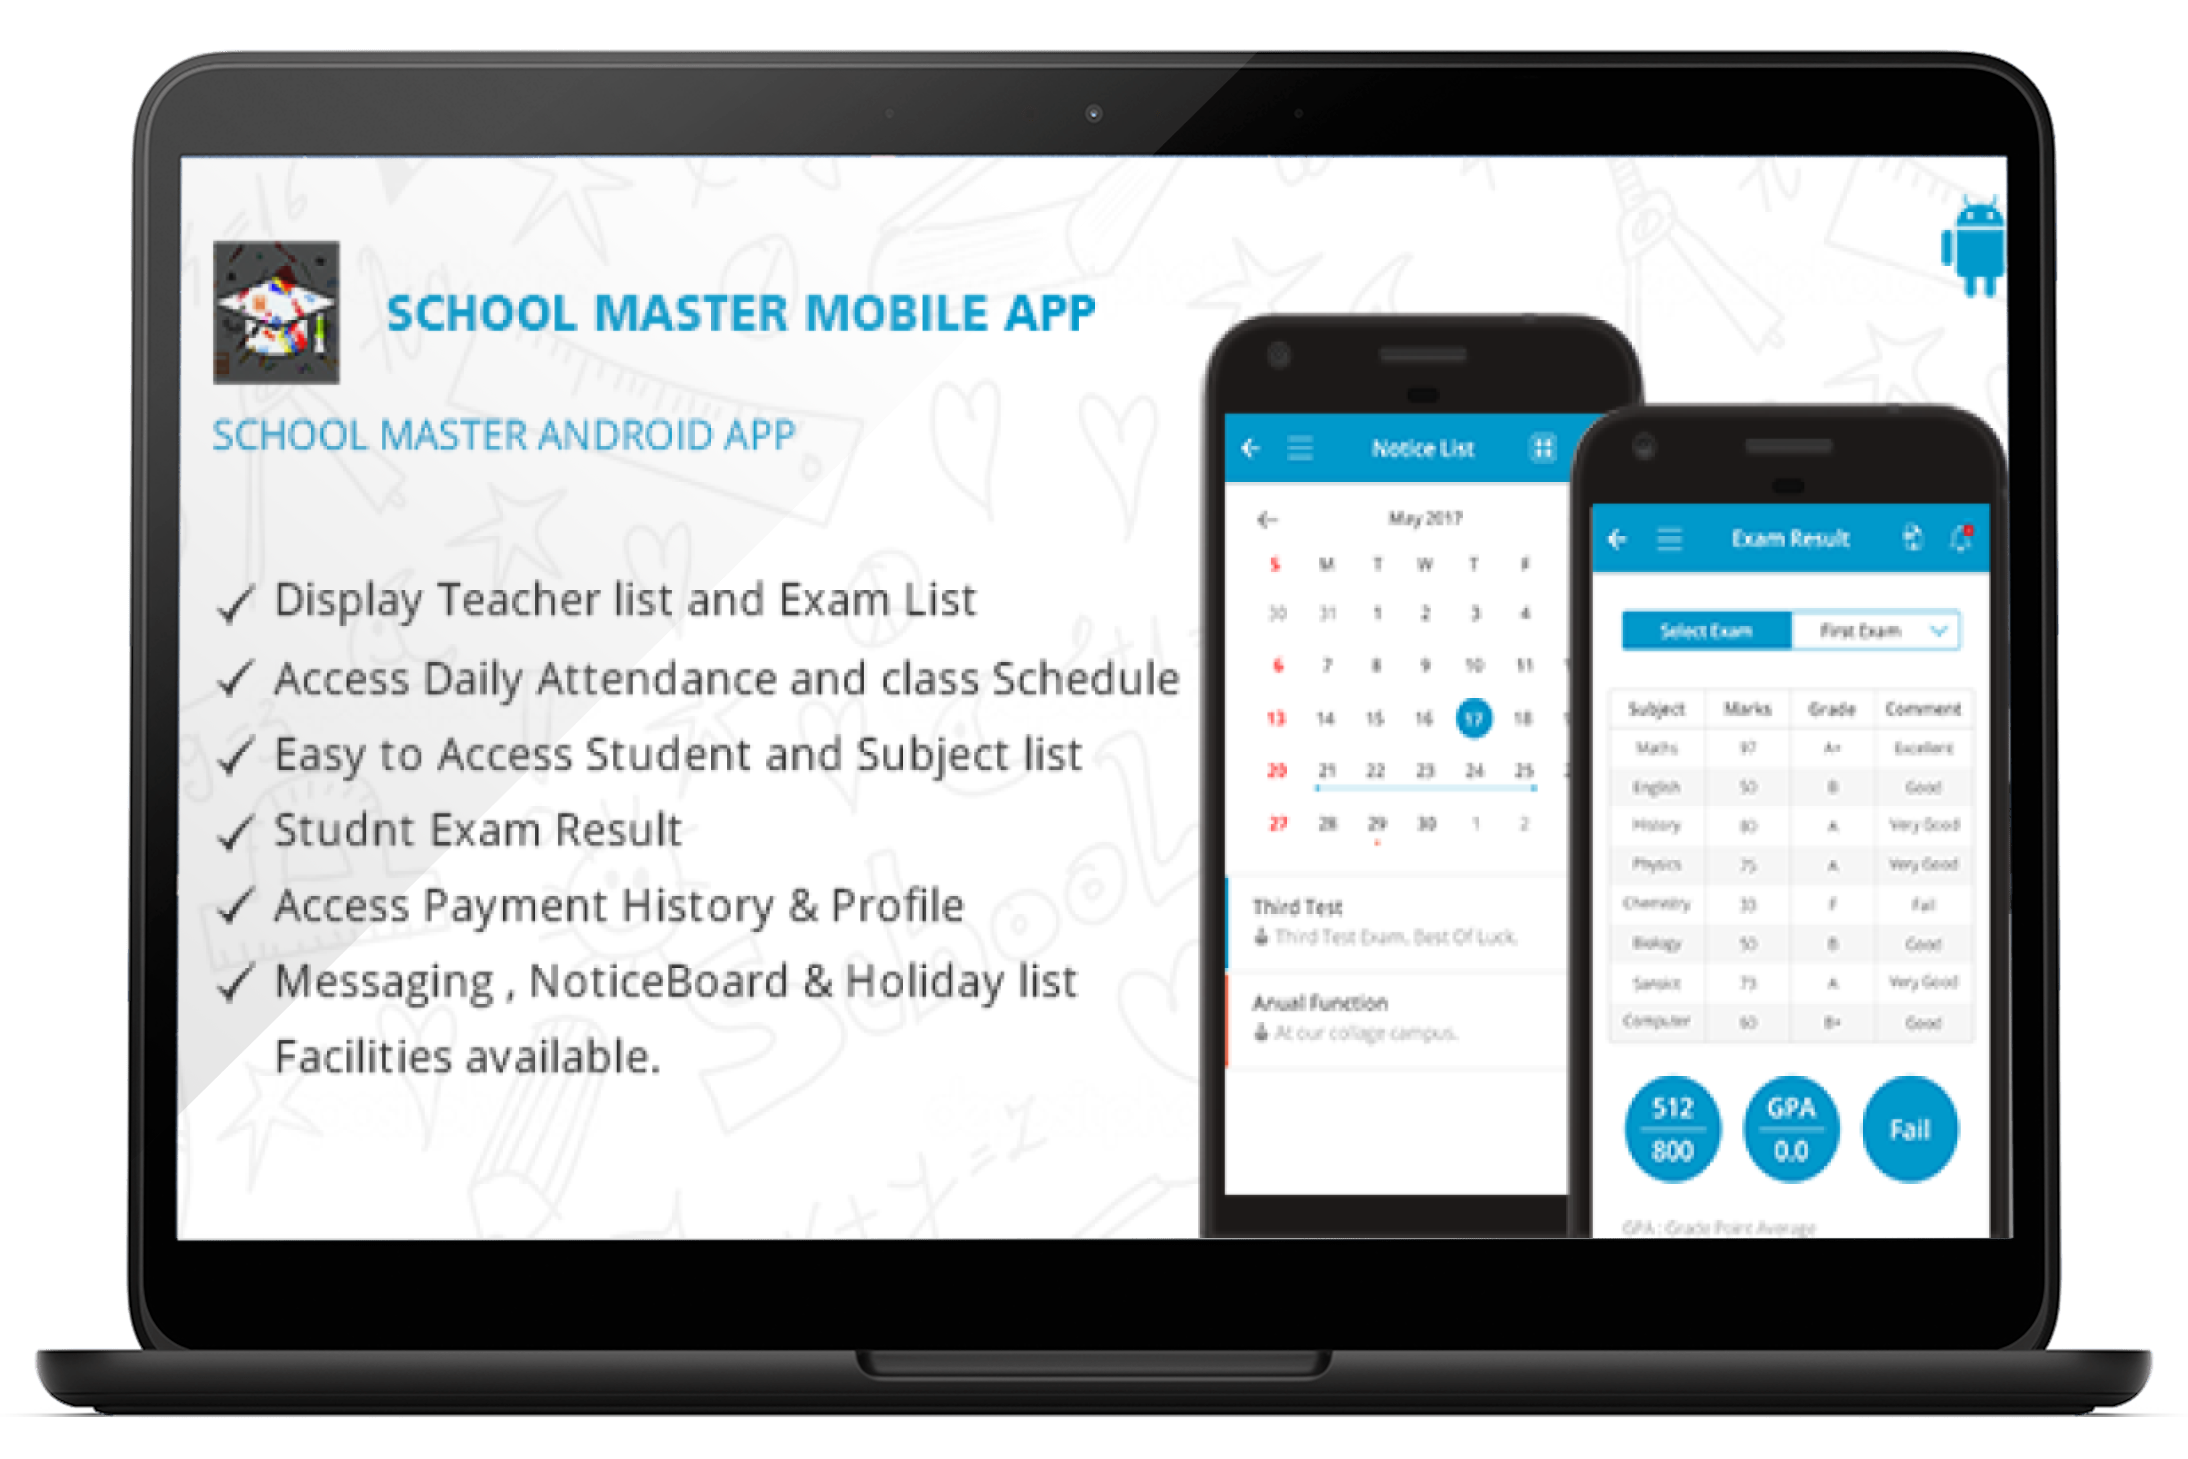 SCHOOL MASTER MOBILE APP
SCHOOL MASTER ANDROID APP
✓ Display Teacher list and Exam List
✓ Access Daily Attendance and class Schedule
✓ Easy to Access Student and Subject list
✓ Studnt Exam Result
✓ Access Payment History & Profile
✓ Messaging , NoticeBoard & Holiday list
Facilities available.
Notice List
May 2017
S M T W T F
30 31 1 2 3 4
6 7 8 9 10 11
13 14 15 16 17 18
20 21 22 23 24 25
27 28 29 30 1 2
Third Test
Third Test Exam, Best Of Luck.
Anual Function
At our collage campus.
Exam Result
Select Exam First Exam
Subject Marks Grade Comment
Maths 97 A+ Excellent
English 50 B Good
History 80 A Very Good
Physics 75 A Very Good
Chemistry 33 F Fail
Biology 50 B Good
73 A Very Good
Computer 60 B+ Good
512
800
GPA
0.0
Fail
GPA : Grade Point Average
School